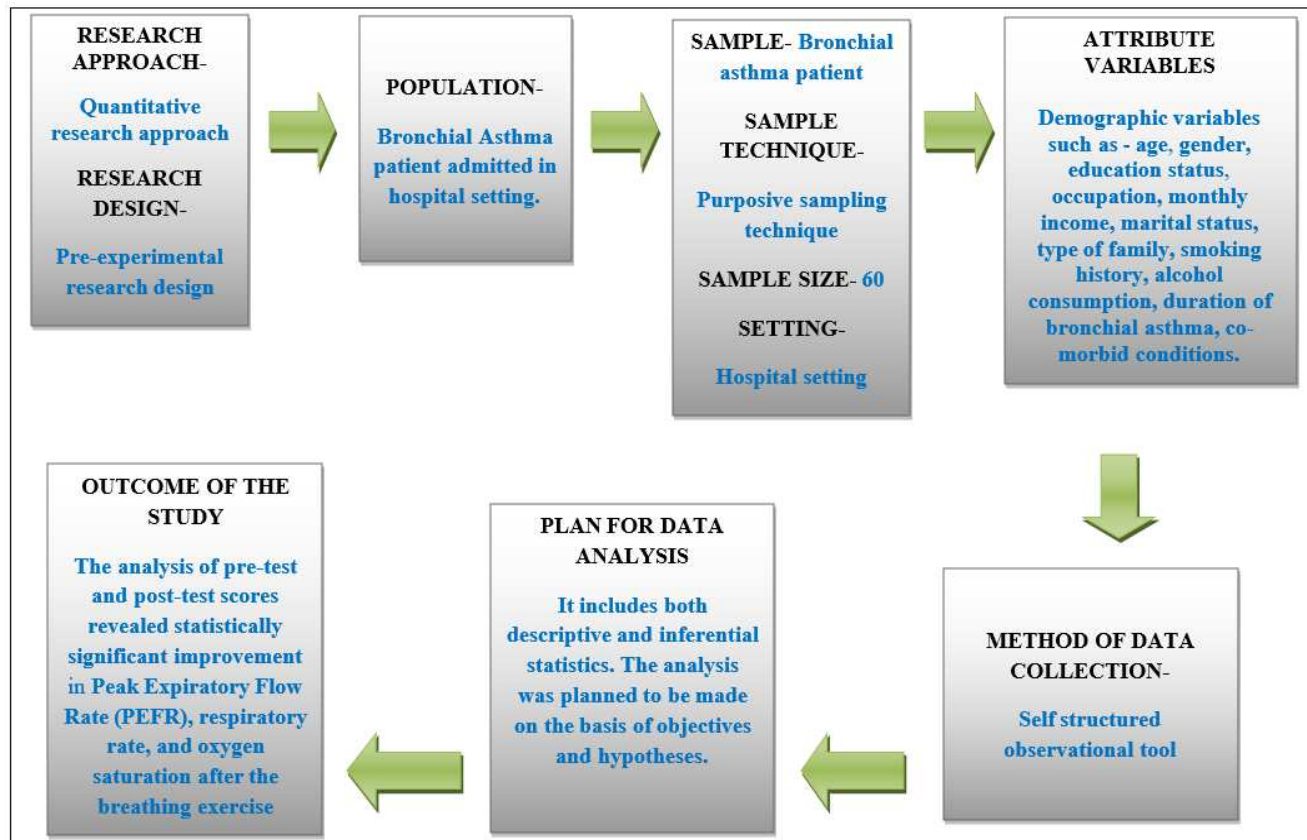 RESEARCH
APPROACH-
Quantitative
research approach
RESEARCH
DESIGN-
Pre-experimental
research design
POPULATION-
Bronchial Asthma
patient admitted in
hospital setting.
SAMPLE- Bronchial
asthma patient
SAMPLE
TECHNIQUE-
Purposive sampling
technique
SAMPLE SIZE- 60
SETTING-
Hospital setting
ATTRIBUTE
VARIABLES
Demographic variables
such as - age, gender,
education status,
occupation, monthly
income, marital status,
type of family, smoking
history, alcohol
consumption, duration of
bronchial asthma, co-
morbid conditions.
METHOD OF DATA
COLLECTION-
Self structured
observational tool
PLAN FOR DATA
ANALYSIS
It includes both
descriptive and inferential
statistics. The analysis
was planned to be made
on the basis of objectives
and hypotheses.
OUTCOME OF THE
STUDY
The analysis of pre-test
and post-test scores
revealed statistically
significant improvement
in Peak Expiratory Flow
Rate (PEFR), respiratory
rate, and oxygen
saturation after the
breathing exercise